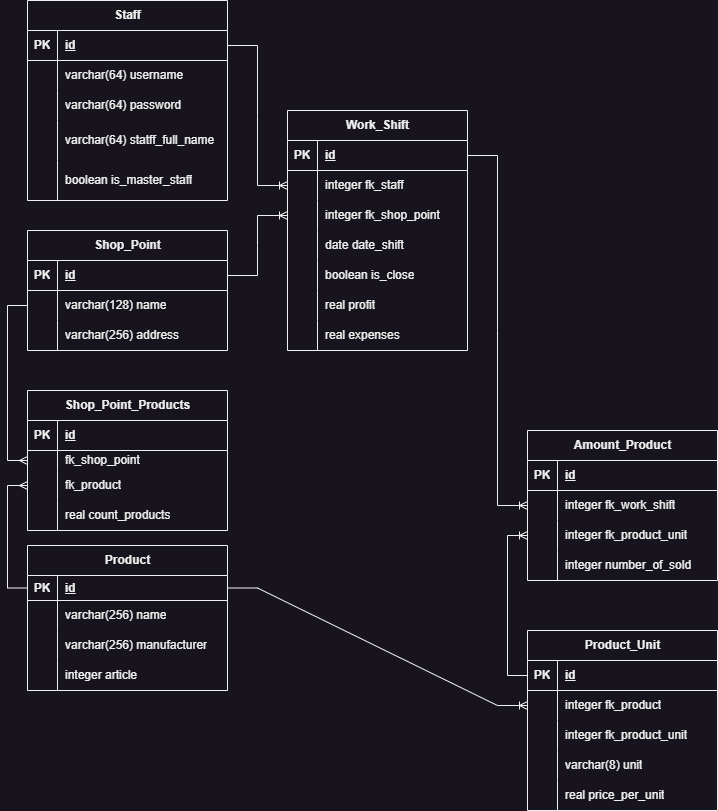 Staff
PK id
varchar(64) username
varchar(64) password
varchar(64) statff_full_name
boolean is_master_staff
Work_Shift
PK id
integer fk_staff
integer fk_shop_point
date date_shift
boolean is_close
real profit
real expenses
Shop_Point
PK id
varchar(128) name
varchar(256) address
Shop_Point_Products
PK id
fk_shop_point
fk_product
real count_products
Product
PK id
varchar(256) name
varchar(256) manufacturer
integer article
Amount_Product
PK id
integer fk_work_shift
integer fk_product_unit
integer number_of_sold
Product_Unit
PK id
integer fk_product
integer fk_product_unit
varchar(8) unit
real price_per_unit